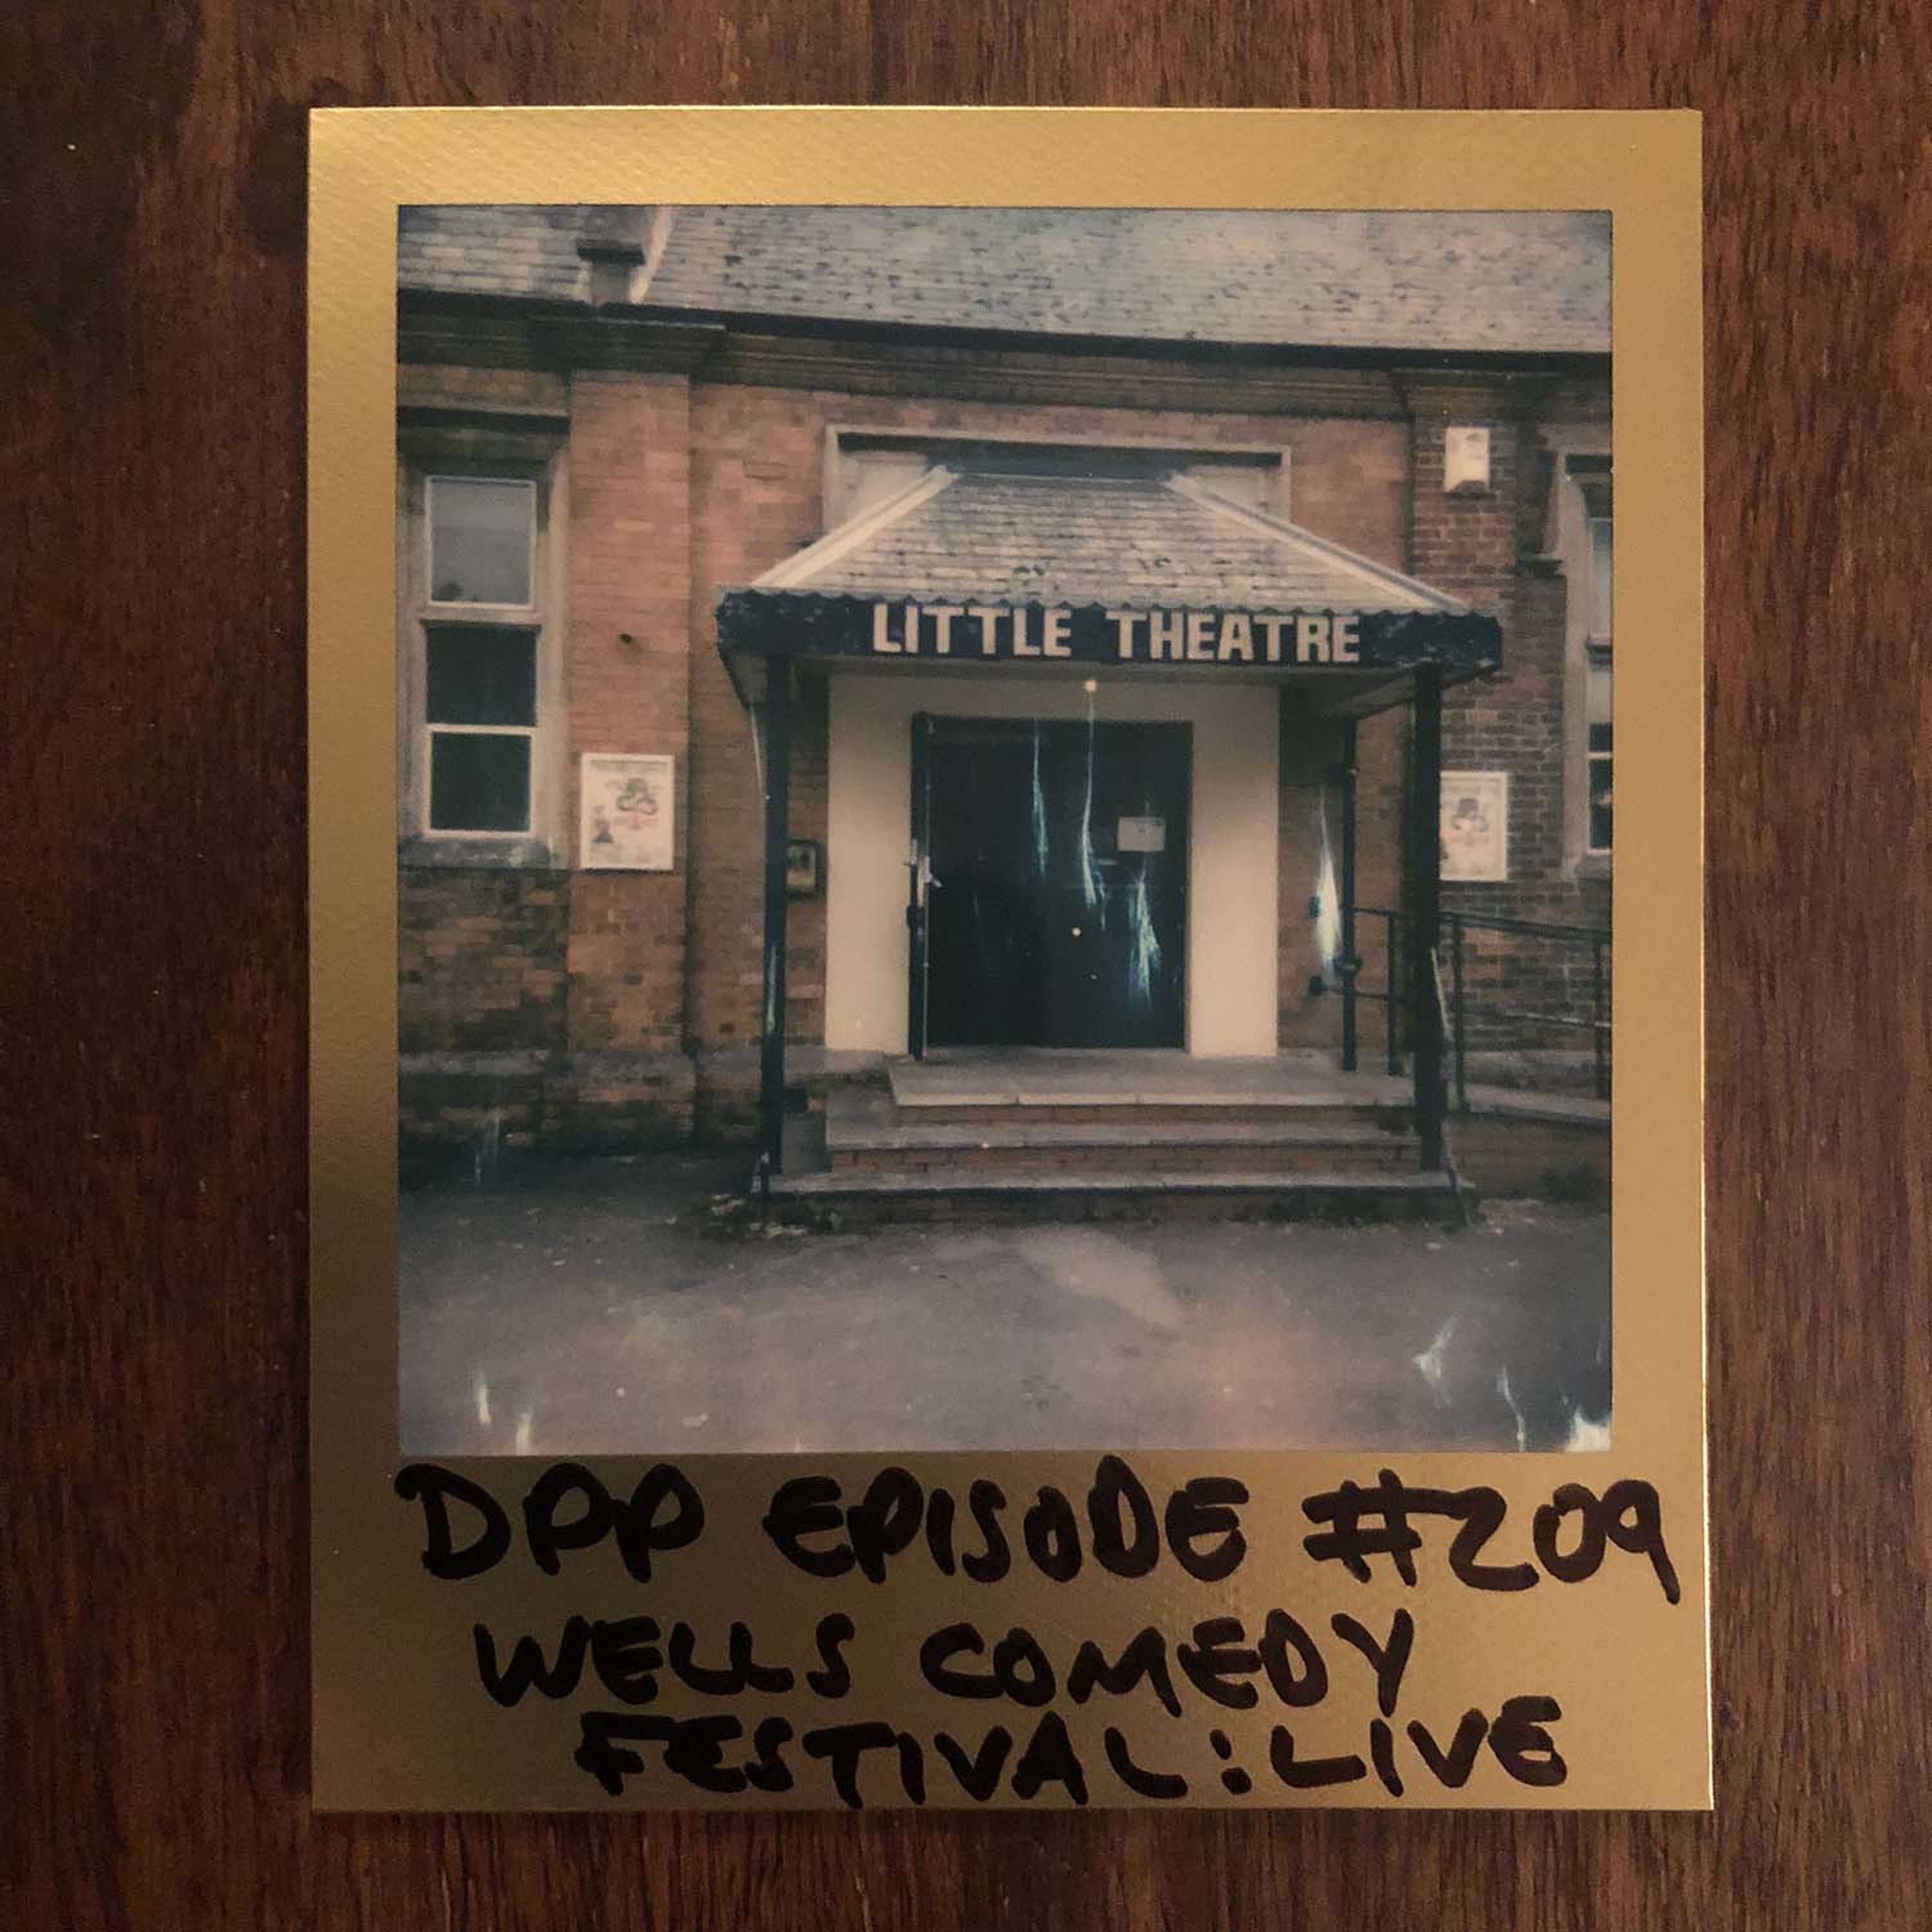 LITTLE THEATRE
DPP EPISODE #209
WELLS COMEDY
FESTIVAL: LIVE